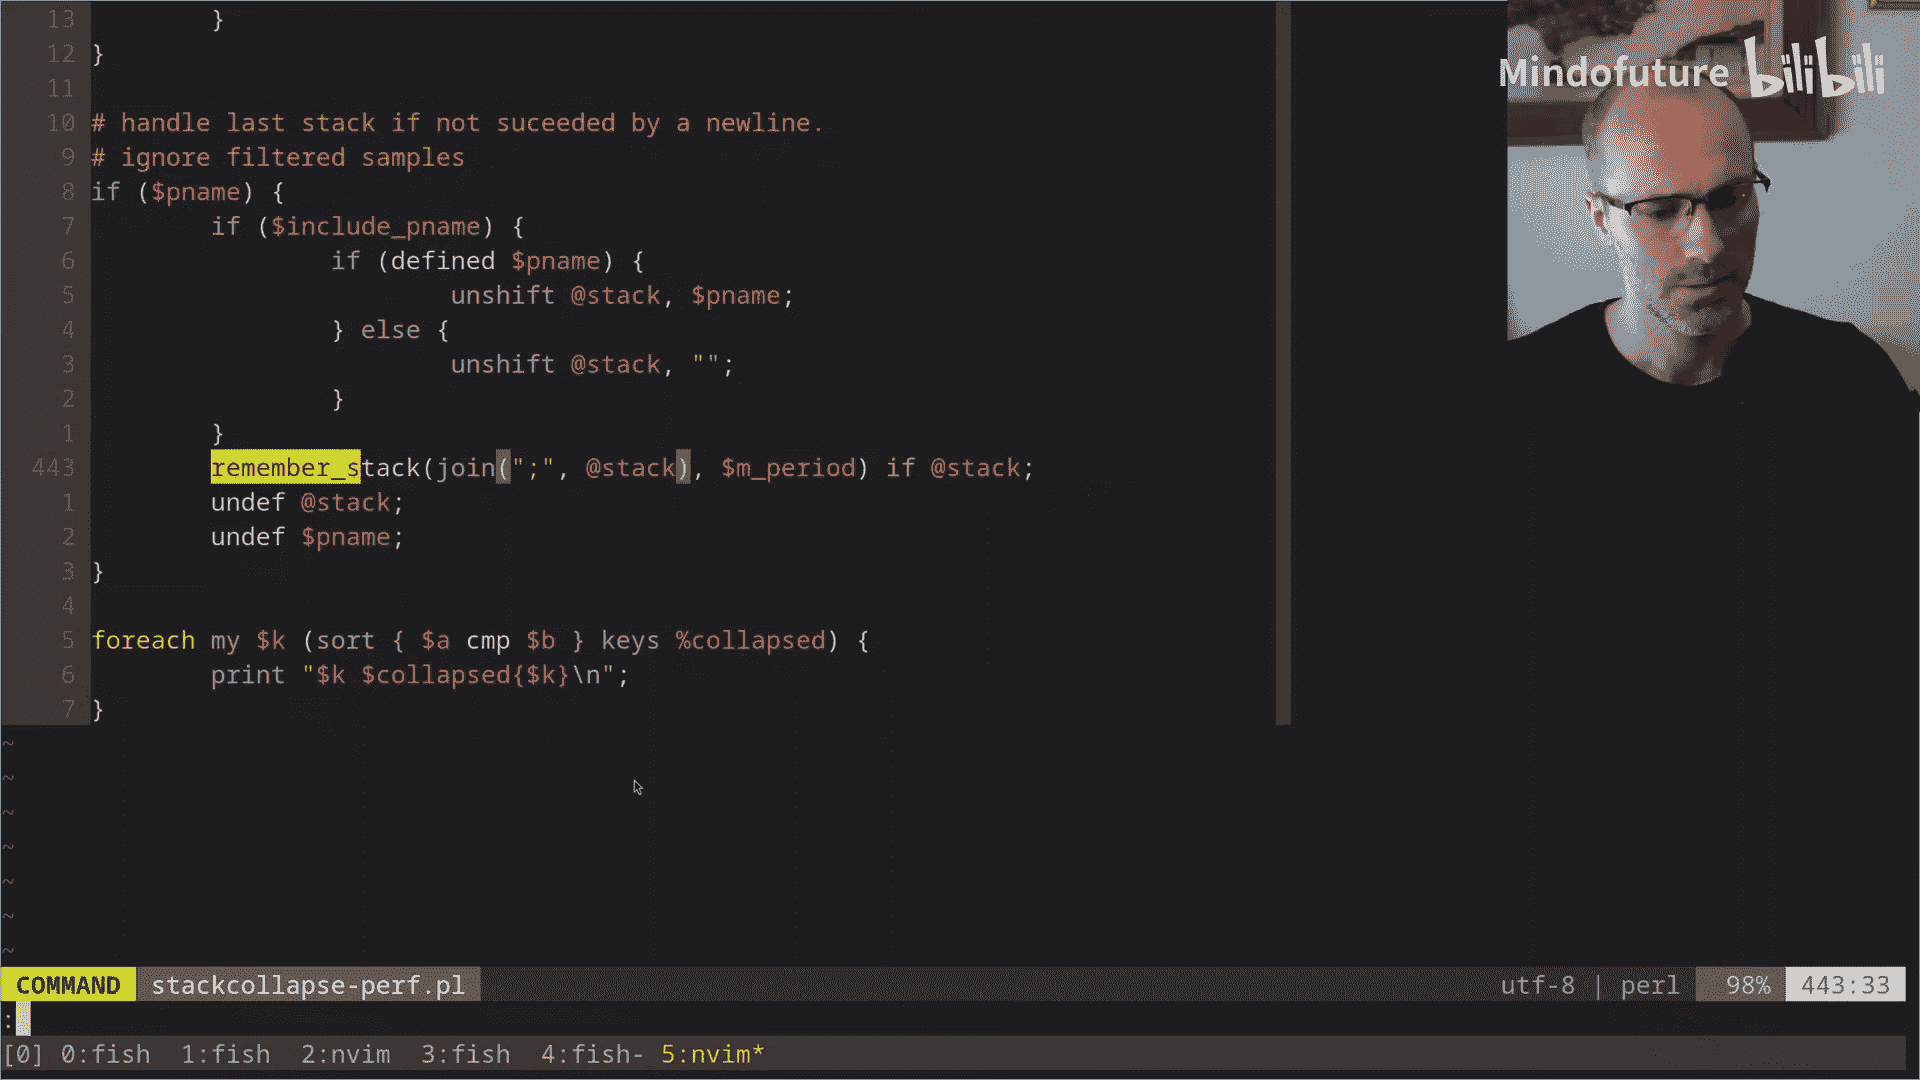 13 }
12 }
11
10 # handle last stack if not suceeded by a newline.
9 # ignore filtered samples
8 if ($pname) {
7 if ($include_pname) {
6 if (defined $pname) {
5 unshift @stack, $pname;
4 } else {
3 unshift @stack, "";
2 }
1 }
443 remember_stack(join(";", @stack), $m_period) if @stack;
1 undef @stack;
2 undef $pname;
3 }
4
5 foreach my $k (sort { $a cmp $b } keys %collapsed) {
6 print "$k $collapsed{$k}\n";
7 }
~
~
~
~
~
~
~
COMMAND stackcollapse-perf.pl utf-8 | perl 98% 443:33
:
[0] 0:fish 1:fish 2:nvim 3:fish 4:fish- 5:nvim*
Mindofuture bilibili